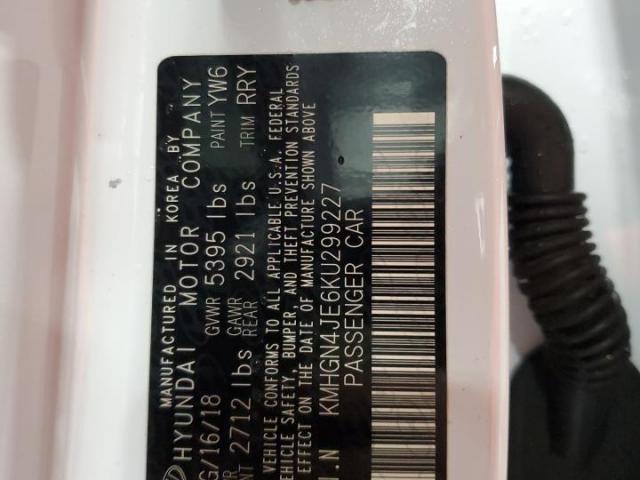 MANUFACTURED IN KOREA BY
HYUNDAI MOTOR COMPANY
G/16/18 GVWR 5395 lbs PAINT YW6
2712 lbs GAWR REAR 2921 lbs TRIM RRY
VEHICLE CONFORMS TO ALL APPLICABLE U.S.A. FEDERAL
EHICLE SAFETY, BUMPER, AND THEFT PREVENTION STANDARDS
EFFECT ON THE DATE OF MANUFACTURE SHOWN ABOVE
I.N KMHGN4JE6KU299227
PASSENGER CAR